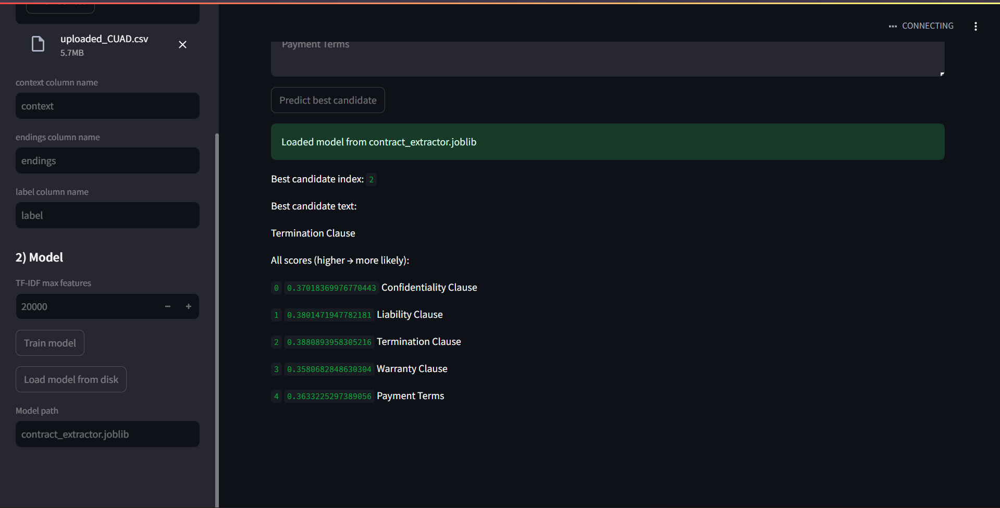 uploaded_CUAD.csv
5.7MB
context column name
context
endings column name
endings
label column name
label
2) Model
TF-IDF max features
20000
Train model
Load model from disk
Model path
contract_extractor.joblib
CONNECTING
Payment Terms
Predict best candidate
Loaded model from contract_extractor.joblib
Best candidate index: 2
Best candidate text:
Termination Clause
All scores (higher → more likely):
0 0.37018369976770443 Confidentiality Clause
1 0.3801471947782181 Liability Clause
2 0.3880893958305216 Termination Clause
3 0.3580682848630304 Warranty Clause
4 0.3633225297389056 Payment Terms